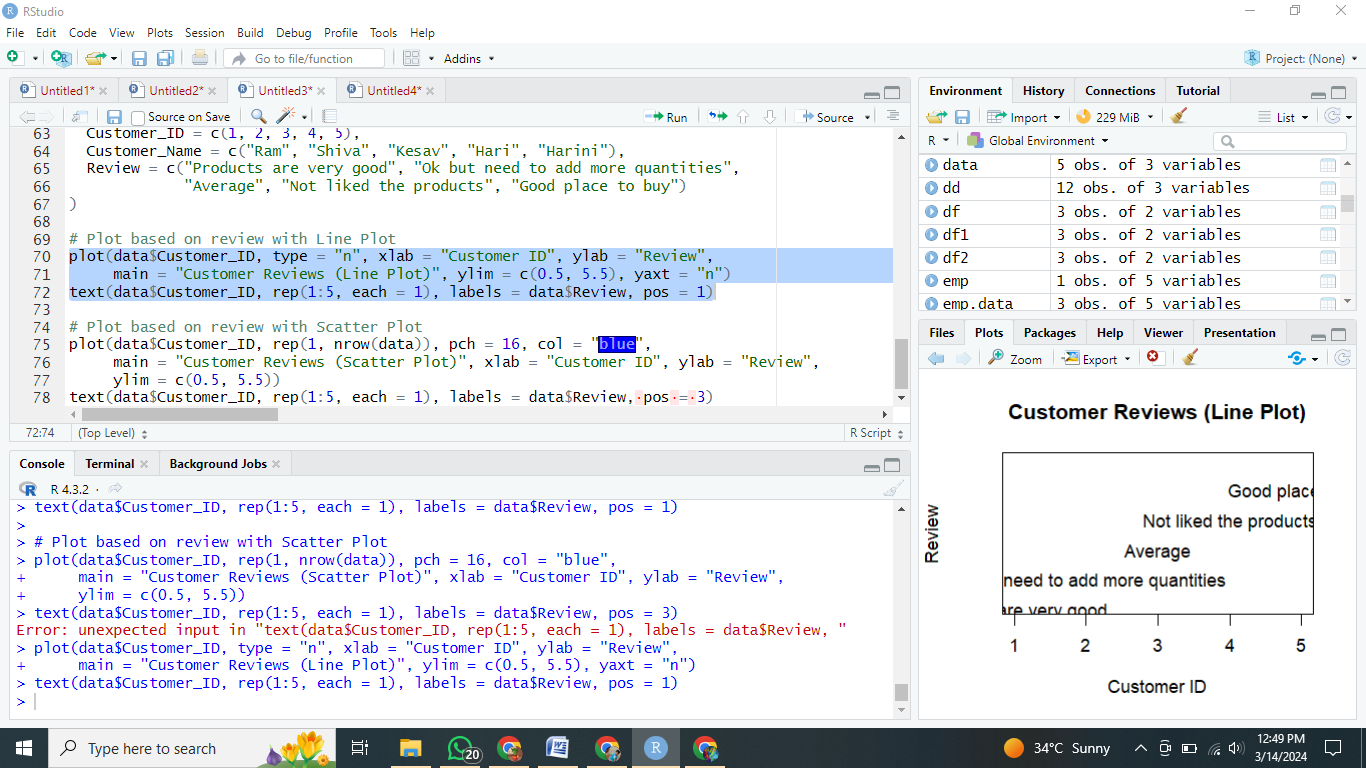 RStudio
File Edit Code View Plots Session Build Debug Profile Tools Help
Go to file/function Addins Project: (None)
Untitled1* Untitled2* Untitled3* Untitled4*
Source on Save Run Source
63 Customer_ID = c(1, 2, 3, 4, 5),
64 Customer_Name = c("Ram", "Shiva", "Kesav", "Hari", "Harini"),
65 Review = c("Products are very good", "Ok but need to add more quantities",
66 "Average", "Not liked the products", "Good place to buy")
67 )
68
69 # Plot based on review with Line Plot
70 plot(data$Customer_ID, type = "n", xlab = "Customer ID", ylab = "Review",
71 main = "Customer Reviews (Line Plot)", ylim = c(0.5, 5.5), yaxt = "n")
72 text(data$Customer_ID, rep(1:5, each = 1), labels = data$Review, pos = 1)
73
74 # Plot based on review with Scatter Plot
75 plot(data$Customer_ID, rep(1, nrow(data)), pch = 16, col = "blue",
76 main = "Customer Reviews (Scatter Plot)", xlab = "Customer ID", ylab = "Review",
77 ylim = c(0.5, 5.5))
78 text(data$Customer_ID, rep(1:5, each = 1), labels = data$Review, pos = 3)
72:74 (Top Level) R Script
Console Terminal Background Jobs
R 4.3.2 ·
> text(data$Customer_ID, rep(1:5, each = 1), labels = data$Review, pos = 1)
>
> # Plot based on review with Scatter Plot
> plot(data$Customer_ID, rep(1, nrow(data)), pch = 16, col = "blue",
+ main = "Customer Reviews (Scatter Plot)", xlab = "Customer ID", ylab = "Review",
+ ylim = c(0.5, 5.5))
> text(data$Customer_ID, rep(1:5, each = 1), labels = data$Review, pos = 3)
Error: unexpected input in "text(data$Customer_ID, rep(1:5, each = 1), labels = data$Review, "
> plot(data$Customer_ID, type = "n", xlab = "Customer ID", ylab = "Review",
+ main = "Customer Reviews (Line Plot)", ylim = c(0.5, 5.5), yaxt = "n")
> text(data$Customer_ID, rep(1:5, each = 1), labels = data$Review, pos = 1)
>
Environment History Connections Tutorial
Import 229 MiB List
R Global Environment
data 5 obs. of 3 variables
dd 12 obs. of 3 variables
df 3 obs. of 2 variables
df1 3 obs. of 2 variables
df2 3 obs. of 2 variables
emp 1 obs. of 5 variables
emp.data 3 obs. of 5 variables
Files Plots Packages Help Viewer Presentation
Zoom Export
Customer Reviews (Line Plot)
Review
Good place
Not liked the products
Average
need to add more quantities
are very good
1 2 3 4 5
Customer ID
Type here to search
20
34°C Sunny
12:49 PM
3/14/2024